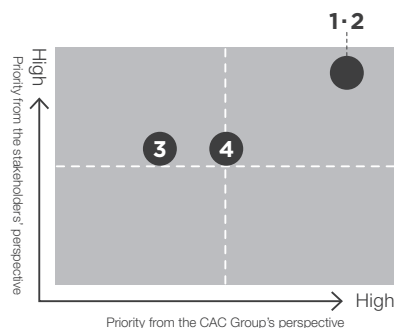 1·2
High
Priority from the stakeholders' perspective
3
4
High
Priority from the CAC Group's perspective